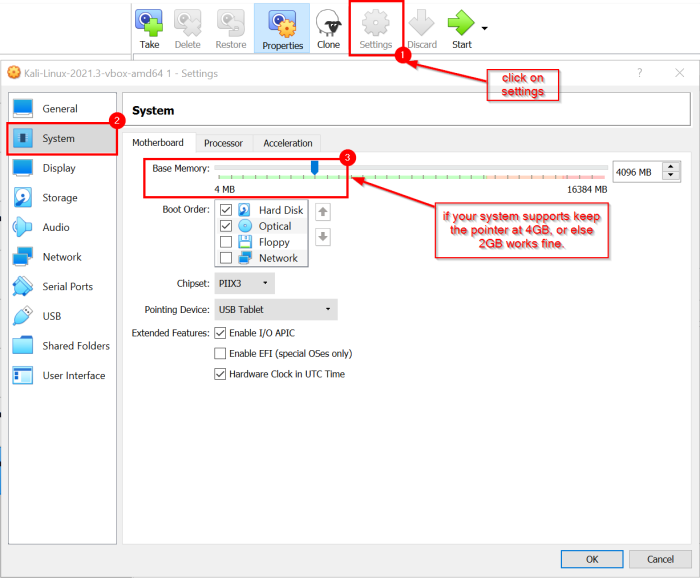 Take Delete Restore Properties Clone Settings Discard Start
1
click on
settings
Kali-Linux-2021.3-vbox-amd64 1 - Settings
?
General
System
2
System
Motherboard Processor Acceleration
Display
3
Base Memory:
4096 MB
4 MB
16384 MB
Storage
Boot Order:
Hard Disk
Optical
Floppy
Network
if your system supports keep
the pointer at 4GB, or else
2GB works fine.
Audio
Network
Chipset: PIIX3
Serial Ports
Pointing Device: USB Tablet
USB
Extended Features: Enable I/O APIC
Shared Folders
Enable EFI (special OSes only)
User Interface
Hardware Clock in UTC Time
OK Cancel